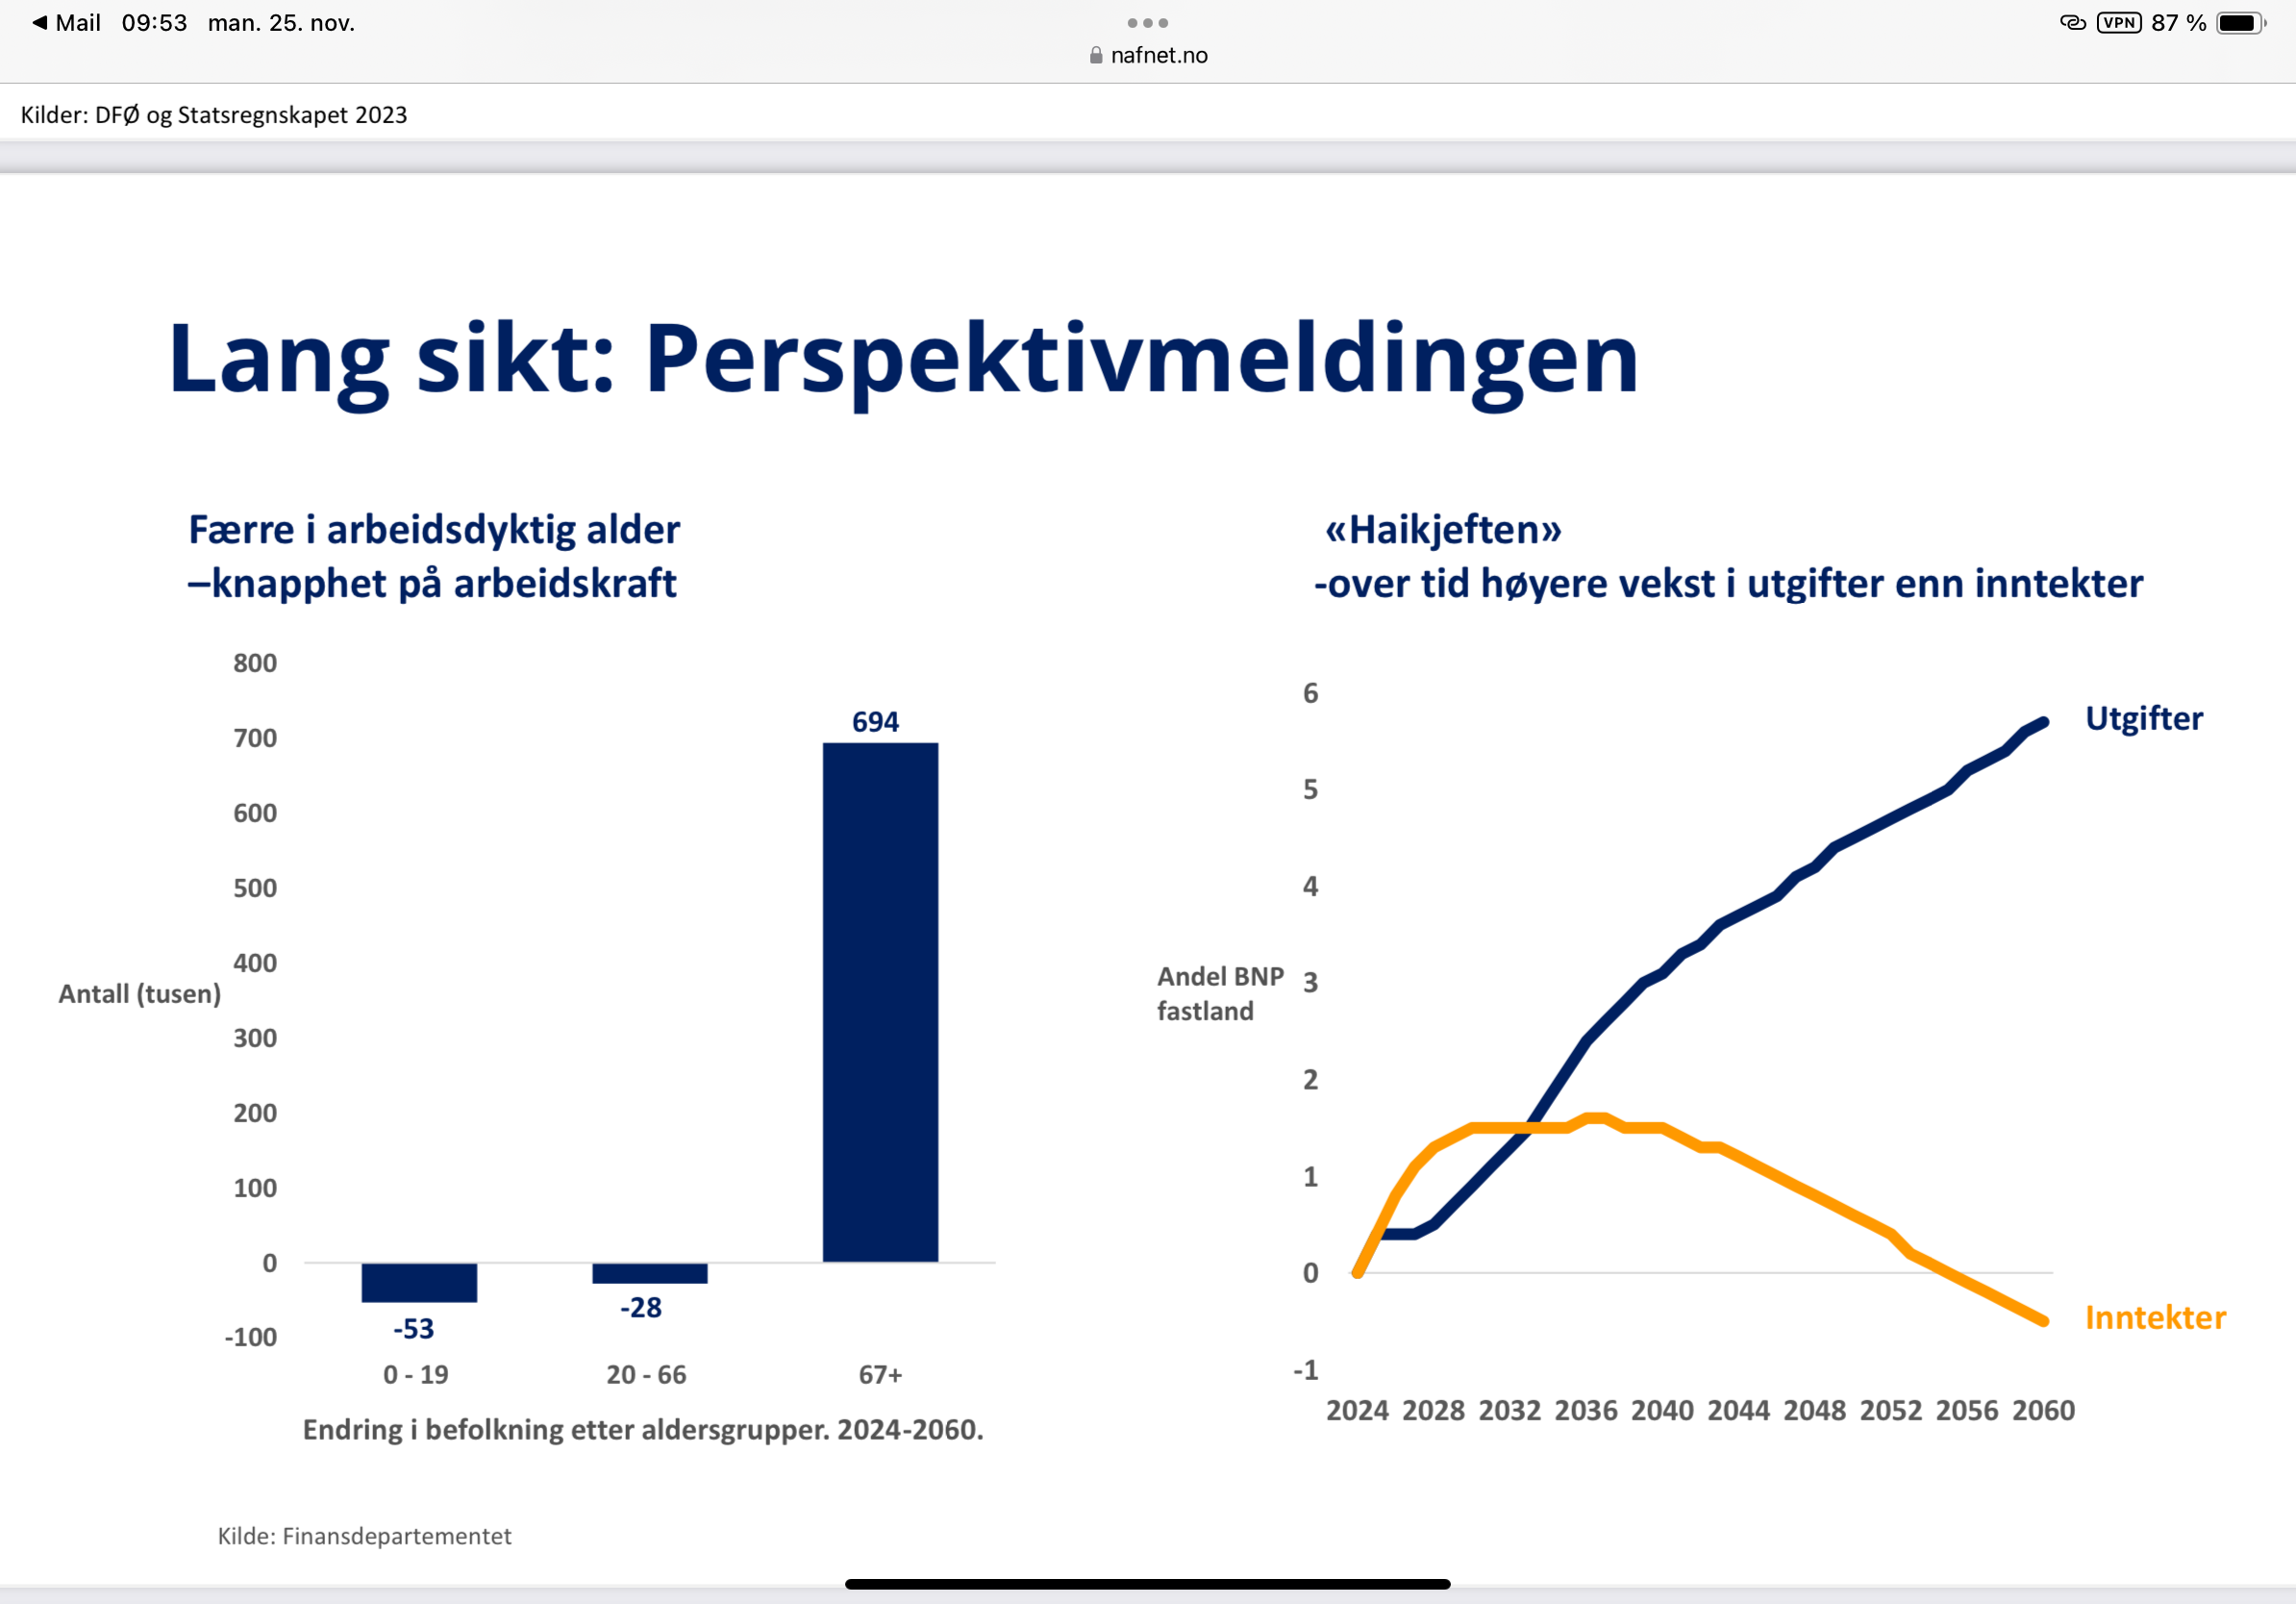 Mail 09:53 man. 25. nov.
VPN 87 %
nafnet.no
Kilder: DFØ og Statsregnskapet 2023
Lang sikt: Perspektivmeldingen
Færre i arbeidsdyktig alder
–knapphet på arbeidskraft
800
700
600
500
400
300
200
100
0
-100
Antall (tusen)
694
-53
-28
0 - 19 20 - 66 67+
Endring i befolkning etter aldersgrupper. 2024-2060.
«Haikjeften»
-over tid høyere vekst i utgifter enn inntekter
6
5
4
3
2
1
0
-1
Andel BNP
fastland
Utgifter
Inntekter
2024 2028 2032 2036 2040 2044 2048 2052 2056 2060
Kilde: Finansdepartementet